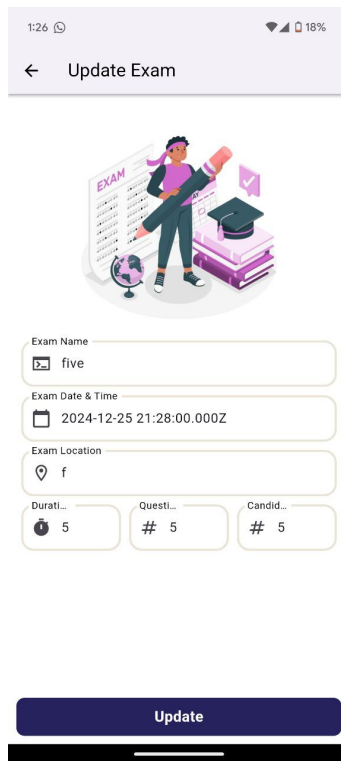 1:26 18%
Update Exam
EXAM
Exam Name
five
Exam Date & Time
2024-12-25 21:28:00.000Z
Exam Location
f
Durati... Questi... Candid...
5 # 5 # 5
Update